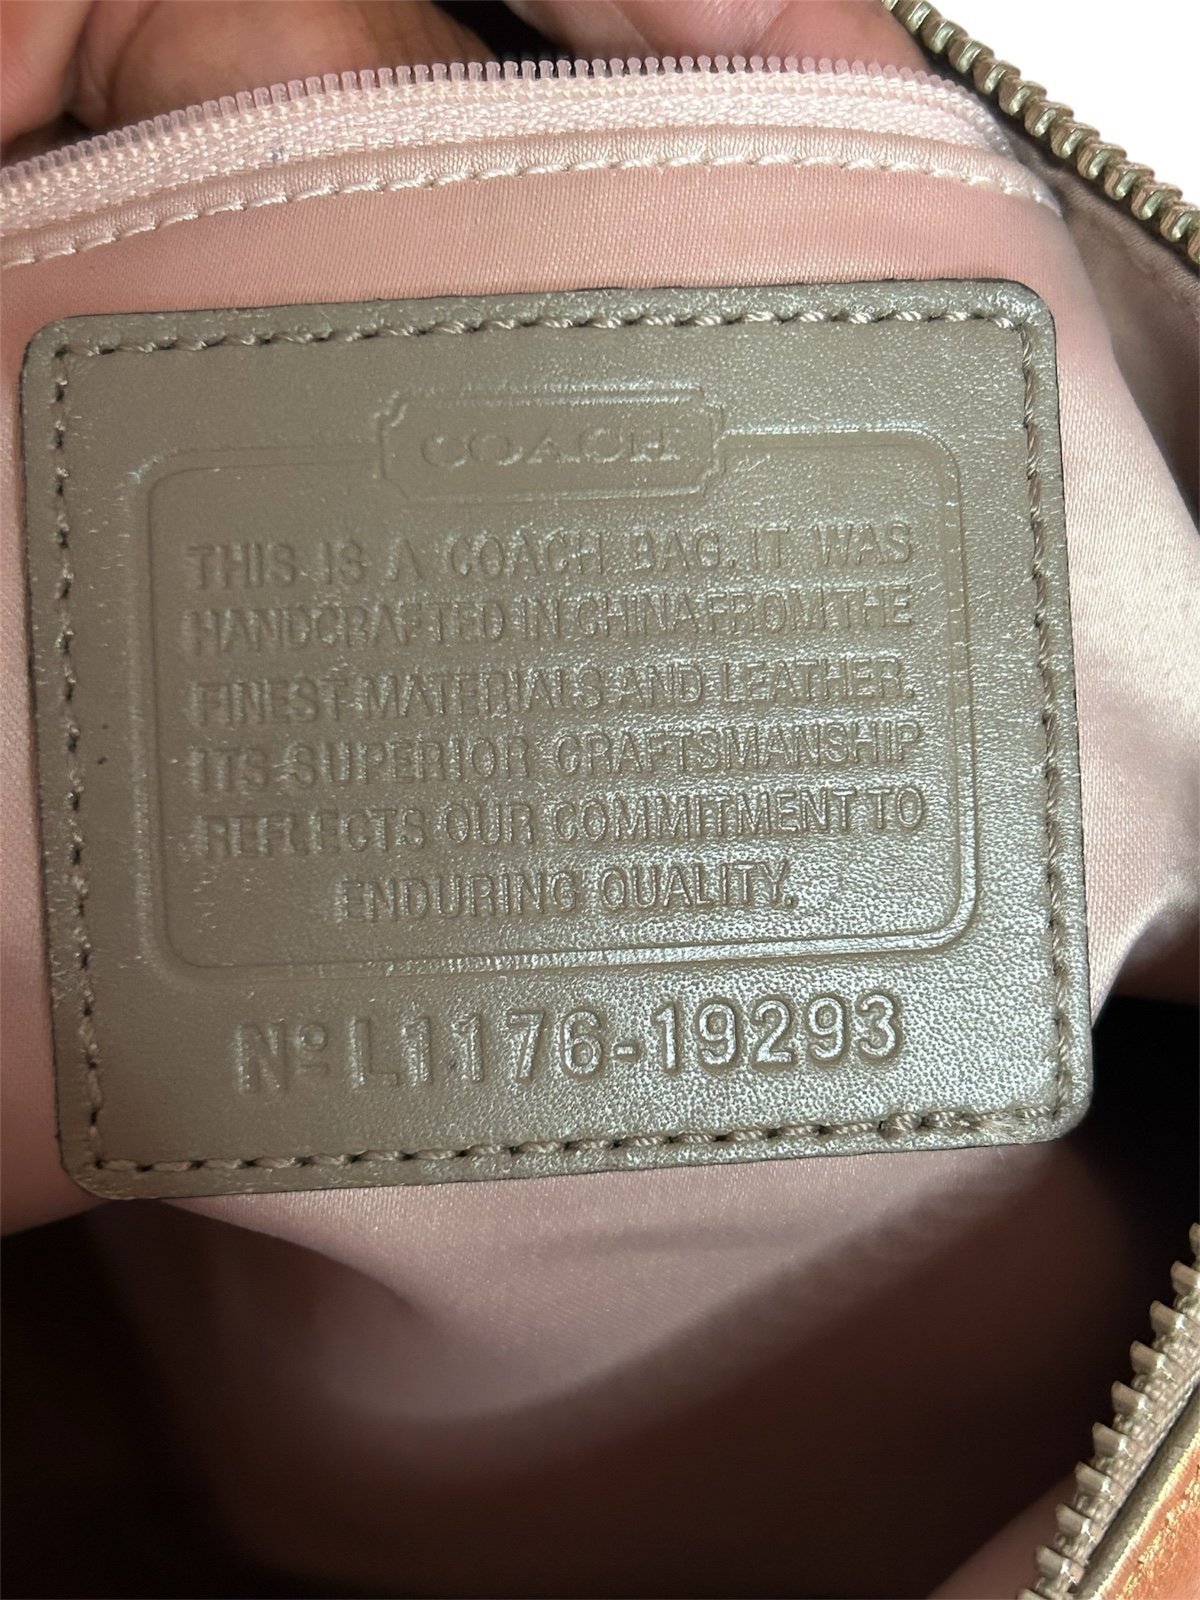 COACH
THIS IS A COACH BAG. IT WAS
HANDCRAFTED IN CHINA FROM THE
FINEST MATERIALS AND LEATHER.
ITS SUPERIOR CRAFTSMANSHIP
REFLECTS OUR COMMITMENT TO
ENDURING QUALITY.
Nº L1176-19293